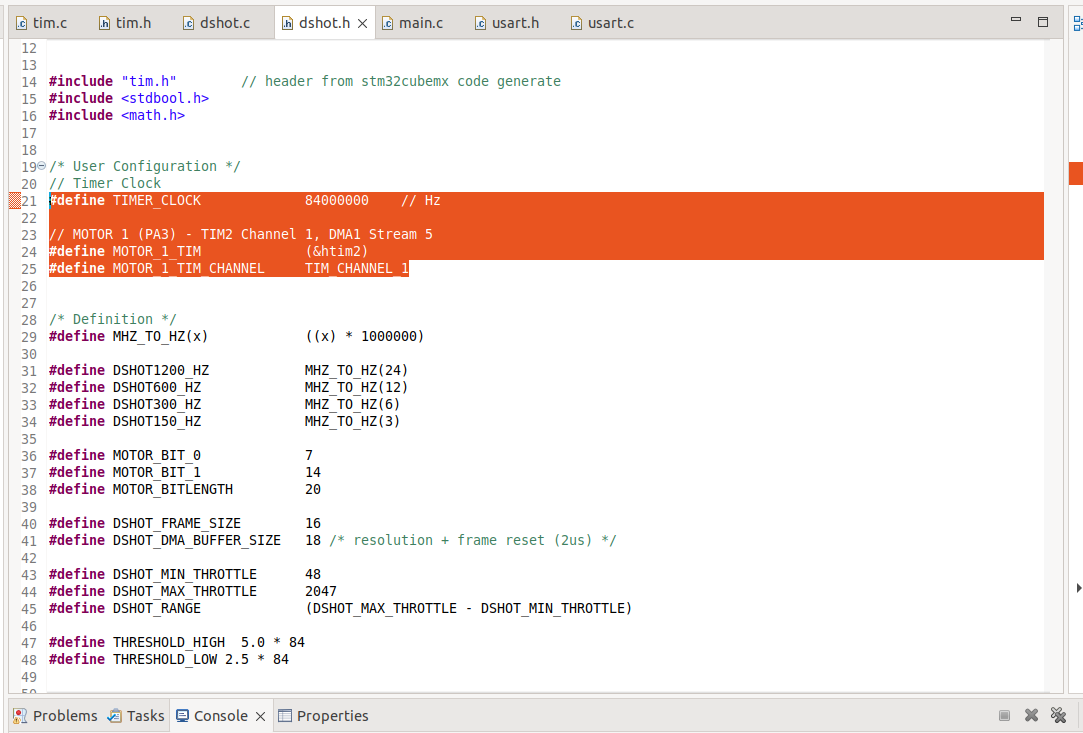 tim.c tim.h dshot.c dshot.h main.c usart.h usart.c
12
13
14 #include "tim.h" // header from stm32cubemx code generate
15 #include <stdbool.h>
16 #include <math.h>
17
18
19 /* User Configuration */
20 // Timer Clock
21 #define TIMER_CLOCK 84000000 // Hz
22
23 // MOTOR 1 (PA3) - TIM2 Channel 1, DMA1 Stream 5
24 #define MOTOR_1_TIM (&htim2)
25 #define MOTOR_1_TIM_CHANNEL TIM_CHANNEL_1
26
27
28 /* Definition */
29 #define MHZ_TO_HZ(x) ((x) * 1000000)
30
31 #define DSHOT1200_HZ MHZ_TO_HZ(24)
32 #define DSHOT600_HZ MHZ_TO_HZ(12)
33 #define DSHOT300_HZ MHZ_TO_HZ(6)
34 #define DSHOT150_HZ MHZ_TO_HZ(3)
35
36 #define MOTOR_BIT_0 7
37 #define MOTOR_BIT_1 14
38 #define MOTOR_BITLENGTH 20
39
40 #define DSHOT_FRAME_SIZE 16
41 #define DSHOT_DMA_BUFFER_SIZE 18 /* resolution + frame reset (2us) */
42
43 #define DSHOT_MIN_THROTTLE 48
44 #define DSHOT_MAX_THROTTLE 2047
45 #define DSHOT_RANGE (DSHOT_MAX_THROTTLE - DSHOT_MIN_THROTTLE)
46
47 #define THRESHOLD_HIGH 5.0 * 84
48 #define THRESHOLD_LOW 2.5 * 84
49
Problems Tasks Console Properties